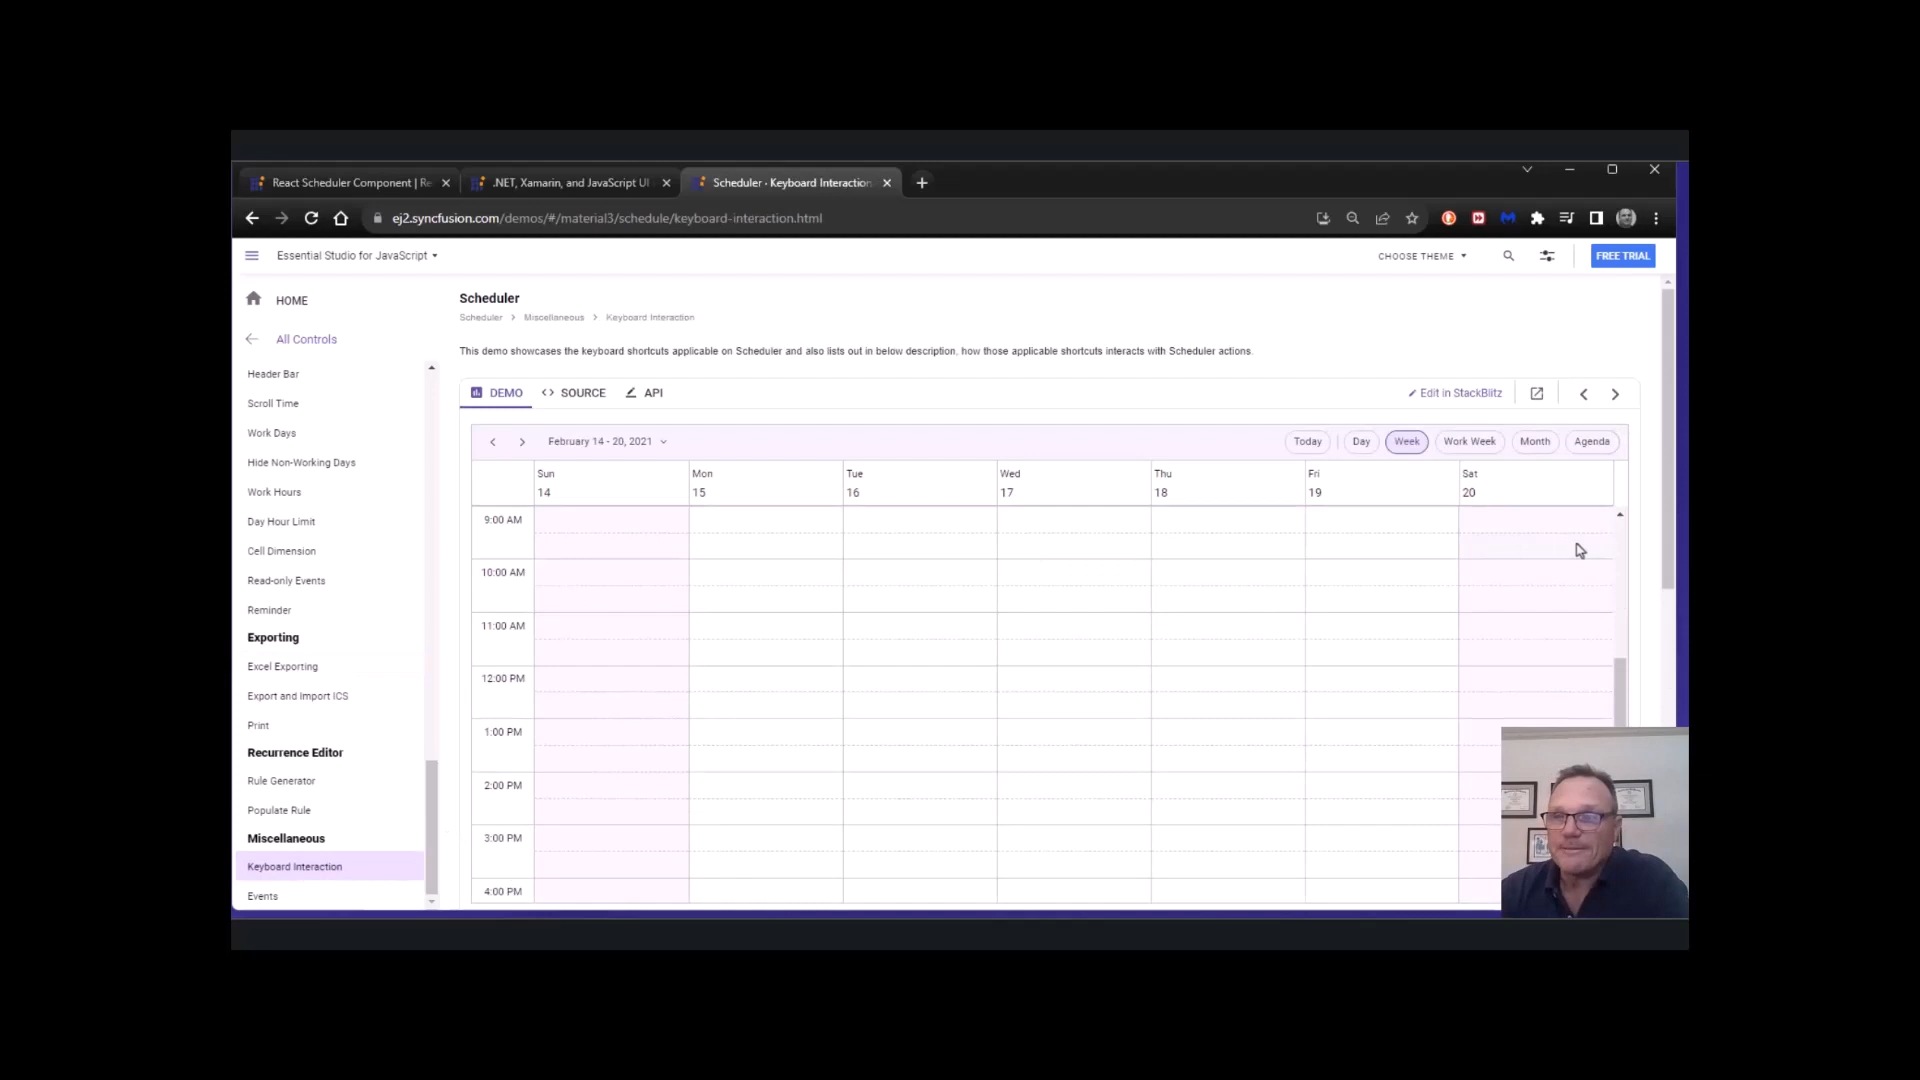 React Scheduler Component | Re
.NET, Xamarin, and JavaScript UI
Scheduler - Keyboard Interaction
ej2.syncfusion.com/demos/#/material3/schedule/keyboard-interaction.html
Essential Studio for JavaScript
CHOOSE THEME
FREE TRIAL
HOME
All Controls
Header Bar
Scroll Time
Work Days
Hide Non-Working Days
Work Hours
Day Hour Limit
Cell Dimension
Read-only Events
Reminder
Exporting
Excel Exporting
Export and Import ICS
Print
Recurrence Editor
Rule Generator
Populate Rule
Miscellaneous
Keyboard Interaction
Events
Scheduler
Scheduler > Miscellaneous > Keyboard Interaction
This demo showcases the keyboard shortcuts applicable on Scheduler and also lists out in below description, how those applicable shortcuts interacts with Scheduler actions.
DEMO <> SOURCE API
Edit in StackBlitz
February 14 - 20, 2021
Today Day Week Work Week Month Agenda
Sun Mon Tue Wed Thu Fri Sat
14 15 16 17 18 19 20
9:00 AM
10:00 AM
11:00 AM
12:00 PM
1:00 PM
2:00 PM
3:00 PM
4:00 PM